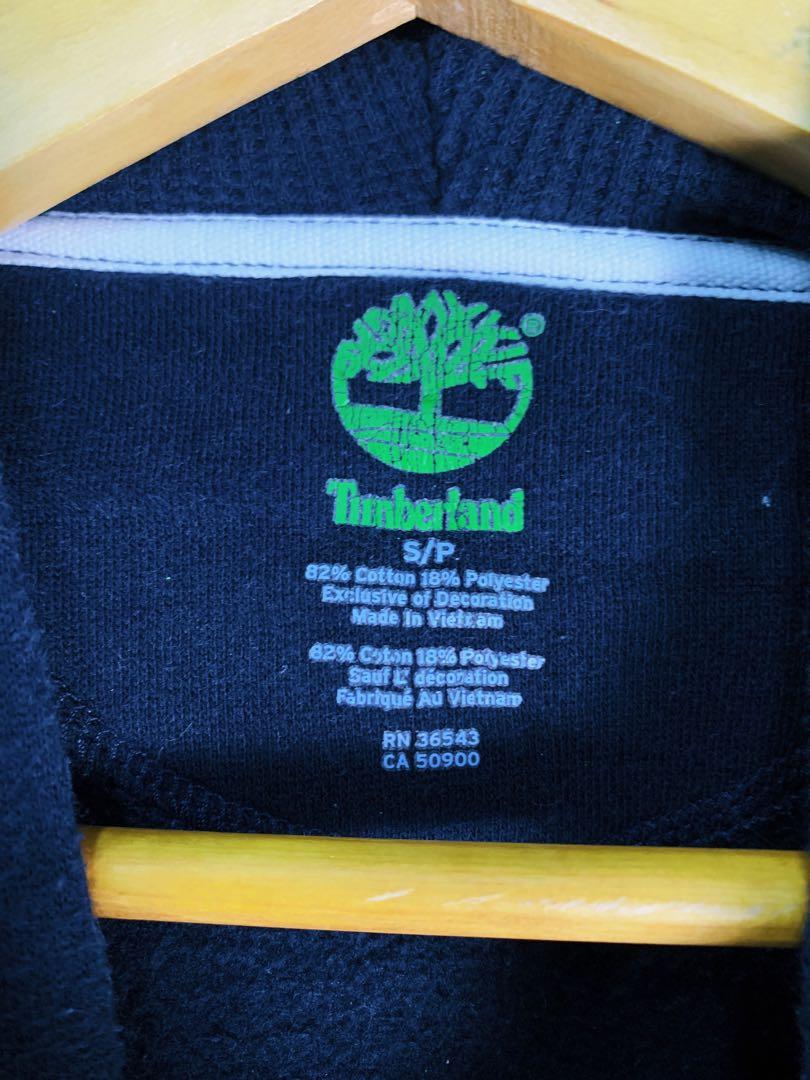 ®
Timberland
S/P
82% Cotton 18% Polyester
Exclusive of Decoration
Made In Vietnam
82% Coton 18% Polyester
Sauf L' décoration
Fabriqué Au Vietnam
RN 36543
CA 50900